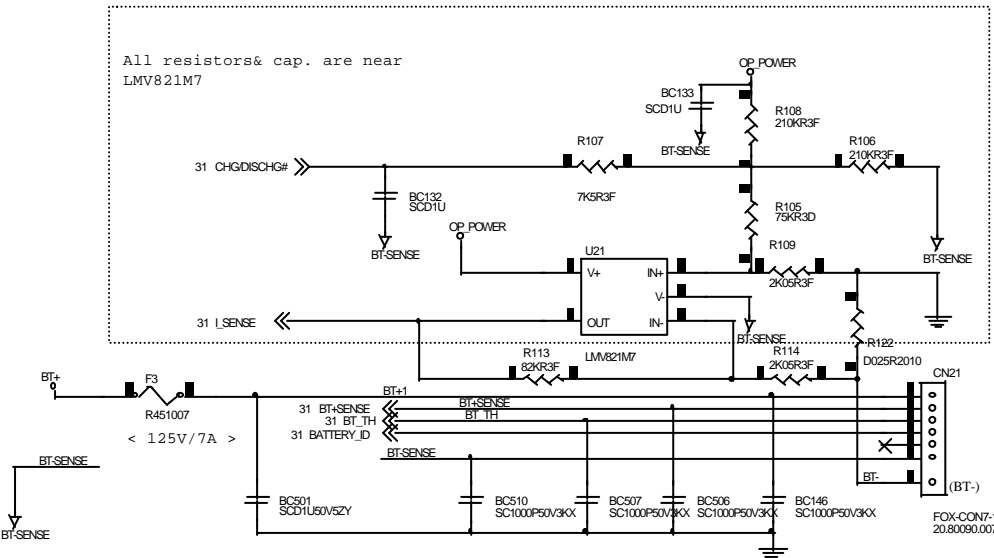 All resistors& cap. are near
LMV821M7
OP_POWER
BC133
SCD1U
R108
210KR3F
BT-SENSE
R107
R106
210KR3F
31 CHG/DISCHG#
7K5R3F
BC132
SCD1U
R105
75KR3D
OP_POWER
BT-SENSE
BT-SENSE
U21
R109
V+
IN+
2K05R3F
V-
31 I_SENSE
OUT
IN-
BT-SENSE
R122
LMV821M7
R113
82KR3F
R114
2K05R3F
D025R2010
CN21
BT+
F3
R451007
BT+1
31 BT+SENSE
BT+SENSE
31 BT_TH
BT_TH
31 BATTERY_ID
< 125V/7A >
BT-SENSE
BT-SENSE
BT-
(BT-)
BC501
SCD1U50V5ZY
BC510
SC1000P50V3KX
BC507
SC1000P50V3KX
BC506
SC1000P50V3KX
BC146
SC1000P50V3KX
FOX-CON7-
20.80090.007
BT-SENSE